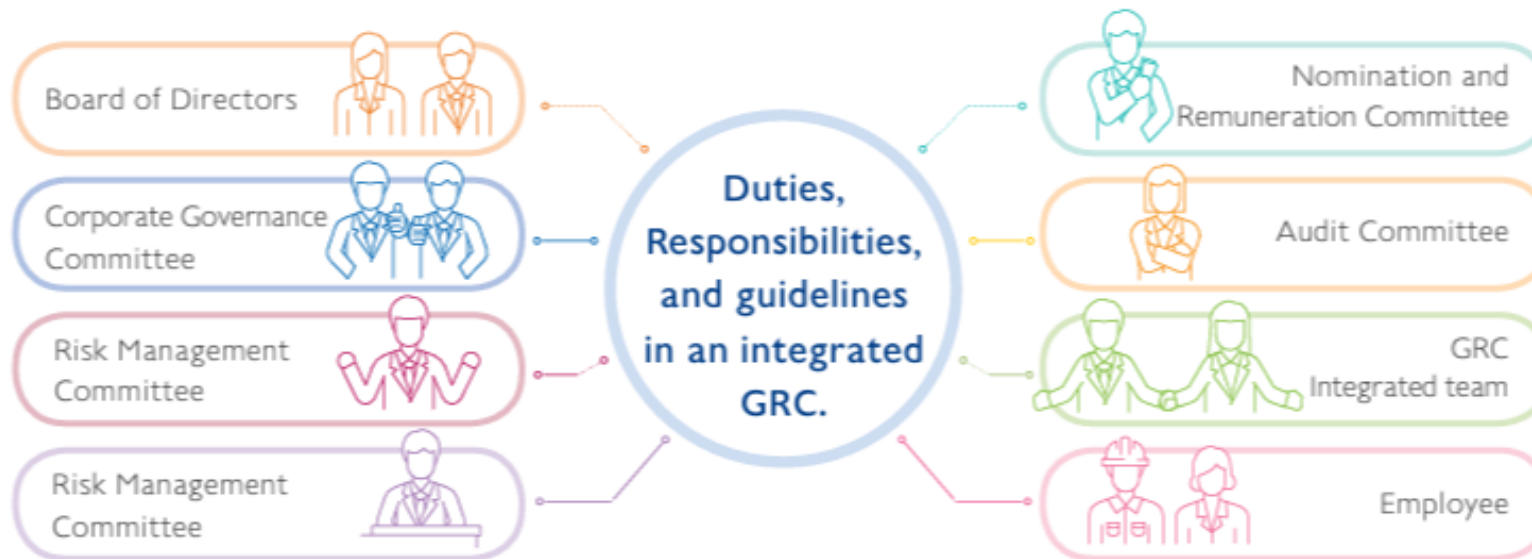 Board of Directors
Corporate Governance
Committee
Risk Management
Committee
Risk Management
Committee
Duties,
Responsibilities,
and guidelines
in an integrated
GRC.
Nomination and
Remuneration Committee
Audit Committee
GRC
Integrated team
Employee